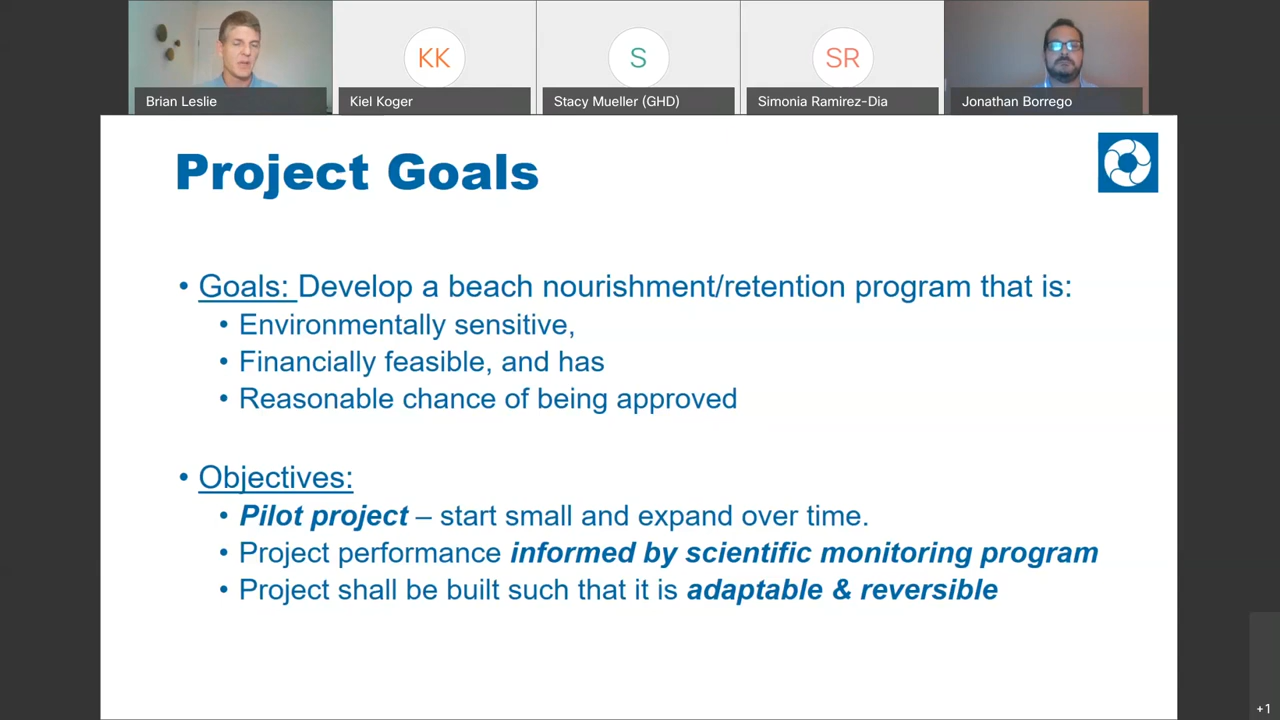 KK
S
SR
Brian Leslie
Kiel Koger
Stacy Mueller (GHD)
Simonia Ramirez-Dia
Jonathan Borrego
Project Goals
• Goals: Develop a beach nourishment/retention program that is:
• Environmentally sensitive,
• Financially feasible, and has
• Reasonable chance of being approved
• Objectives:
• Pilot project – start small and expand over time.
• Project performance informed by scientific monitoring program
• Project shall be built such that it is adaptable & reversible
+1